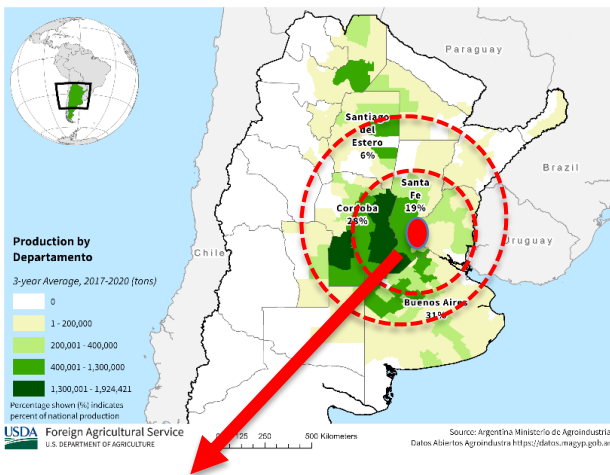 Paraguay
Santiago
del
Estero
6%
Brazil
Santa
Fe
19%
Cordoba
28%
Uruguay
Chile
Buenos Aires
31%
Production by
Departamento
3-year Average, 2017-2020 (tons)
0
1 - 200,000
200,001 - 400,000
400,001 - 1,300,000
1,300,001 - 1,924,421
Percentage shown (%) indicates
percent of national production
USDA Foreign Agricultural Service
U.S. DEPARTMENT OF AGRICULTURE
125 250 500 Kilometers
Source: Argentina Ministerio de Agroindustria
Datos Abiertos Agroindustria https://datos.magyp.gob.ar